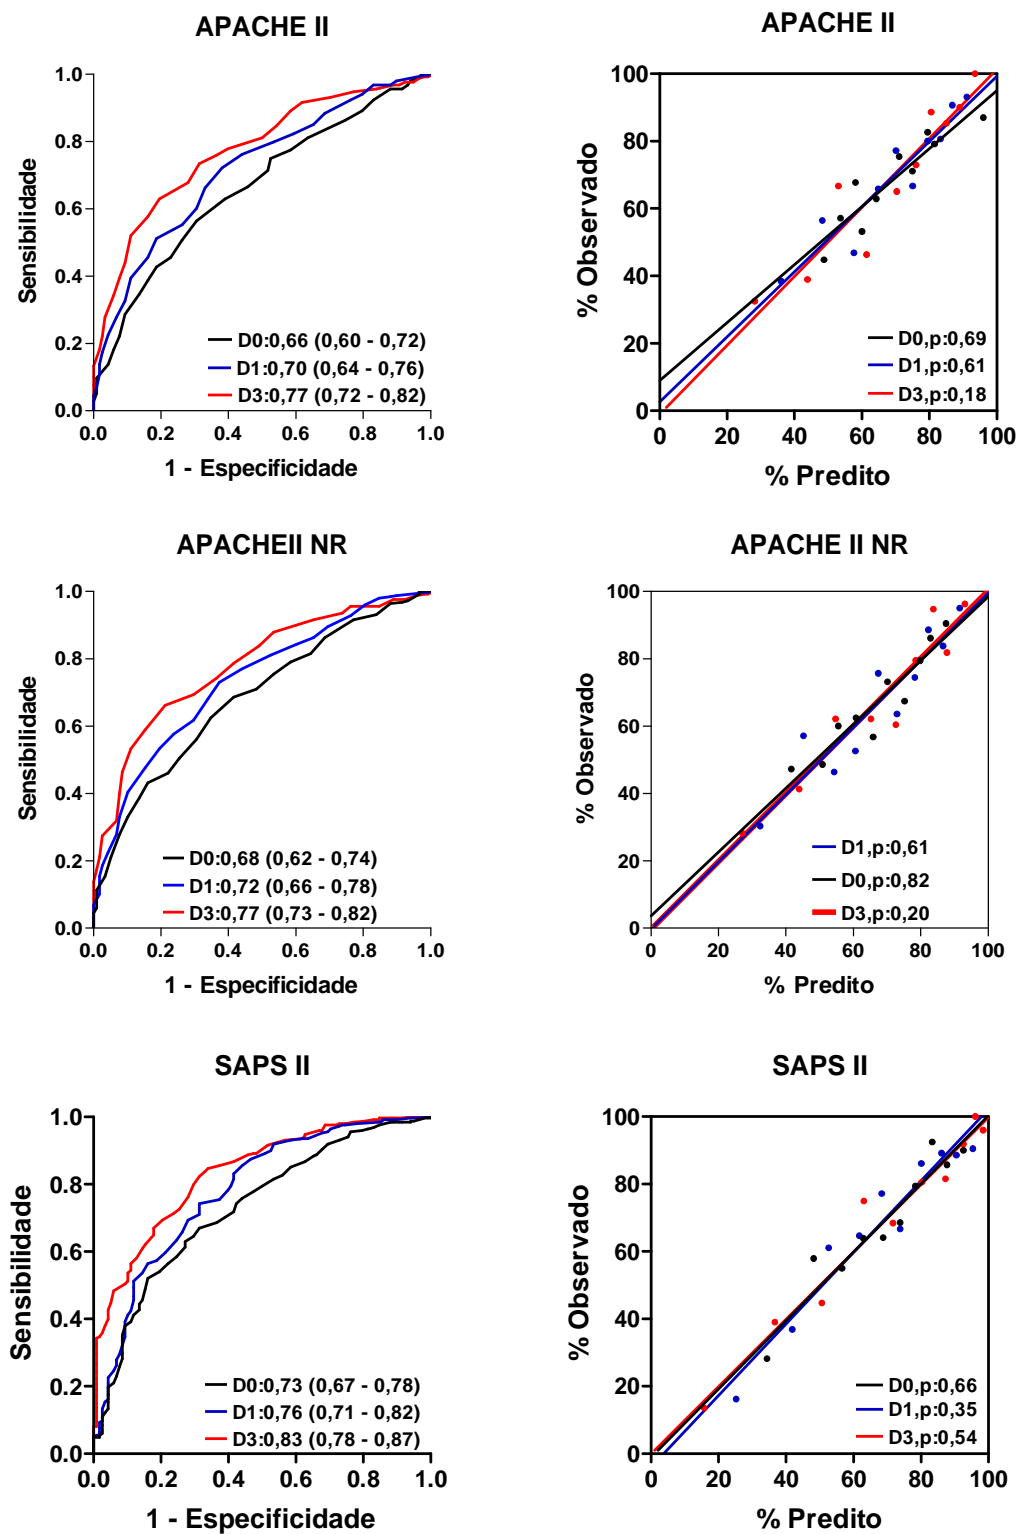 APACHE II
1.0
0.8
0.6
0.4
0.2
0.0
Sensibilidade
D0:0,66 (0,60 - 0,72)
D1:0,70 (0,64 - 0,76)
D3:0,77 (0,72 - 0,82)
0.0 0.2 0.4 0.6 0.8 1.0
1 - Especificidade
APACHE II
100
80
60
40
20
0
% Observado
D0,p:0,69
D1,p:0,61
D3,p:0,18
0 20 40 60 80 100
% Predito
APACHEII NR
1.0
0.8
0.6
0.4
0.2
0.0
Sensibilidade
D0:0,68 (0,62 - 0,74)
D1:0,72 (0,66 - 0,78)
D3:0,77 (0,73 - 0,82)
0.0 0.2 0.4 0.6 0.8 1.0
1 - Especificidade
APACHE II NR
100
80
60
40
20
0
% Observado
D1,p:0,61
D0,p:0,82
D3,p:0,20
0 20 40 60 80 100
% Predito
SAPS II
1.0
0.8
0.6
0.4
0.2
0.0
Sensibilidade
D0:0,73 (0,67 - 0,78)
D1:0,76 (0,71 - 0,82)
D3:0,83 (0,78 - 0,87)
0.0 0.2 0.4 0.6 0.8 1.0
1 - Especificidade
SAPS II
100
80
60
40
20
0
% Observado
D0,p:0,66
D1,p:0,35
D3,p:0,54
0 20 40 60 80 100
% Predito